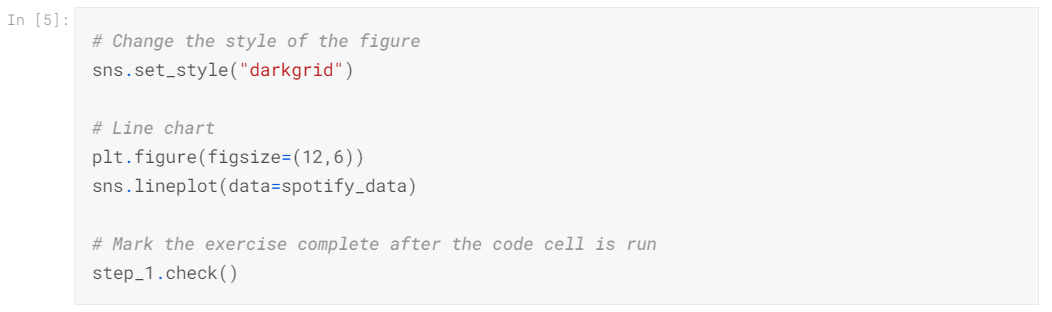 In [5]:
# Change the style of the figure
sns.set_style("darkgrid")
# Line chart
plt.figure(figsize=(12,6))
sns.lineplot(data=spotify_data)
# Mark the exercise complete after the code cell is run
step_1.check()